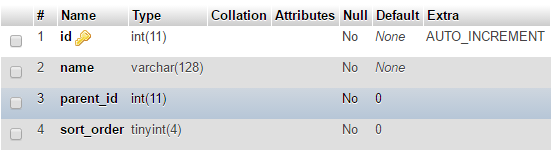 # Name Type Collation Attributes Null Default Extra
1 id int(11) No None AUTO_INCREMENT
2 name varchar(128) No None
3 parent_id int(11) No 0
4 sort_order tinyint(4) No 0